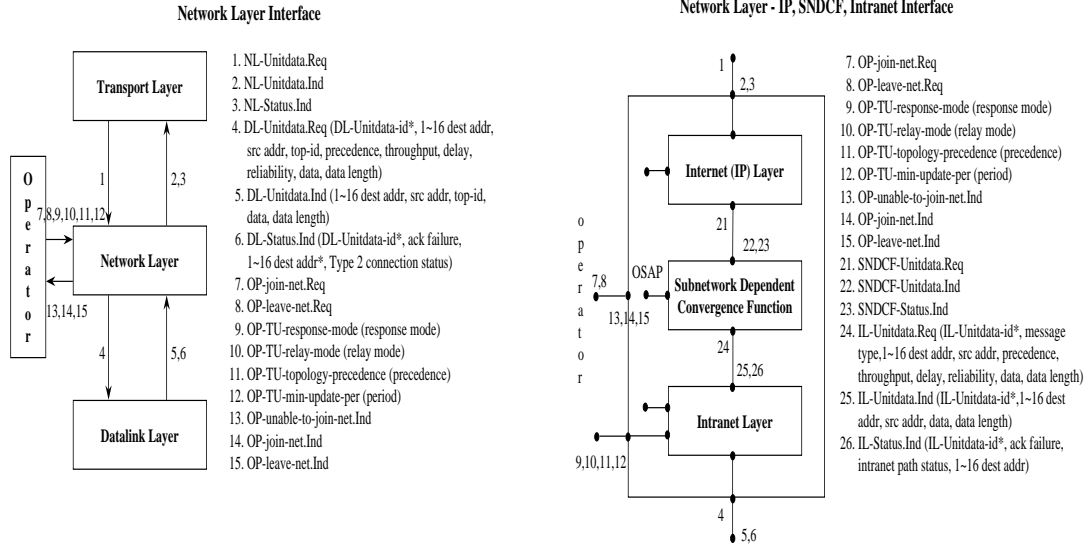 Network Layer Interface
Transport Layer
1
2,3
Operator
7,8,9,10,11,12
Network Layer
13,14,15
4
5,6
Datalink Layer
1. NL-Unitdata.Req
2. NL-Unitdata.Ind
3. NL-Status.Ind
4. DL-Unitdata.Req (DL-Unitdata-id*, 1~16 dest addr,
src addr, top-id, precedence, throughput, delay,
reliability, data, data length)
5. DL-Unitdata.Ind (1~16 dest addr, src addr, top-id,
data, data length)
6. DL-Status.Ind (DL-Unitdata-id*, ack failure,
1~16 dest addr*, Type 2 connection status)
7. OP-join-net.Req
8. OP-leave-net.Req
9. OP-TU-response-mode (response mode)
10. OP-TU-relay-mode (relay mode)
11. OP-TU-topology-precedence (precedence)
12. OP-TU-min-update-per (period)
13. OP-unable-to-join-net.Ind
14. OP-join-net.Ind
15. OP-leave-net.Ind
Network Layer - IP, SNDCF, Intranet Interface
1
2,3
Internet (IP) Layer
21
22,23
operator
7,8
OSAP
13,14,15
Subnetwork Dependent
Convergence Function
24
25,26
Intranet Layer
9,10,11,12
4
5,6
7. OP-join-net.Req
8. OP-leave-net.Req
9. OP-TU-response-mode (response mode)
10. OP-TU-relay-mode (relay mode)
11. OP-TU-topology-precedence (precedence)
12. OP-TU-min-update-per (period)
13. OP-unable-to-join-net.Ind
14. OP-join-net.Ind
15. OP-leave-net.Ind
21. SNDCF-Unitdata.Req
22. SNDCF-Unitdata.Ind
23. SNDCF-Status.Ind
24. IL-Unitdata.Req (IL-Unitdata-id*, message
type,1~16 dest addr, src addr, precedence,
throughput, delay, reliability, data, data length)
25. IL-Unitdata.Ind (IL-Unitdata-id*,1~16 dest
addr, src addr, data, data length)
26. IL-Status.Ind (IL-Unitdata-id*, ack failure,
intranet path status, 1~16 dest addr)